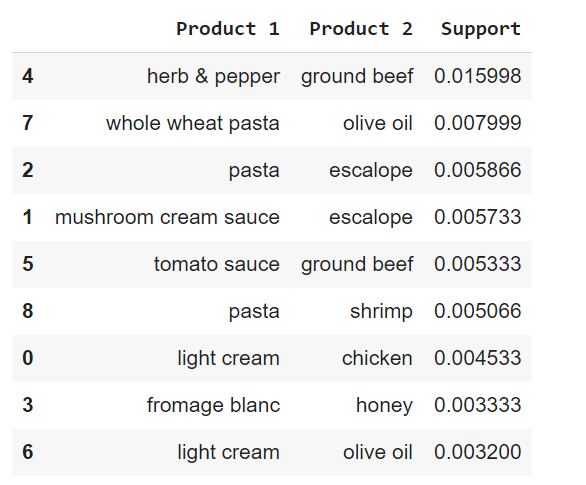 Product 1 Product 2 Support
4 herb & pepper ground beef 0.015998
7 whole wheat pasta olive oil 0.007999
2 pasta escalope 0.005866
1 mushroom cream sauce escalope 0.005733
5 tomato sauce ground beef 0.005333
8 pasta shrimp 0.005066
0 light cream chicken 0.004533
3 fromage blanc honey 0.003333
6 light cream olive oil 0.003200